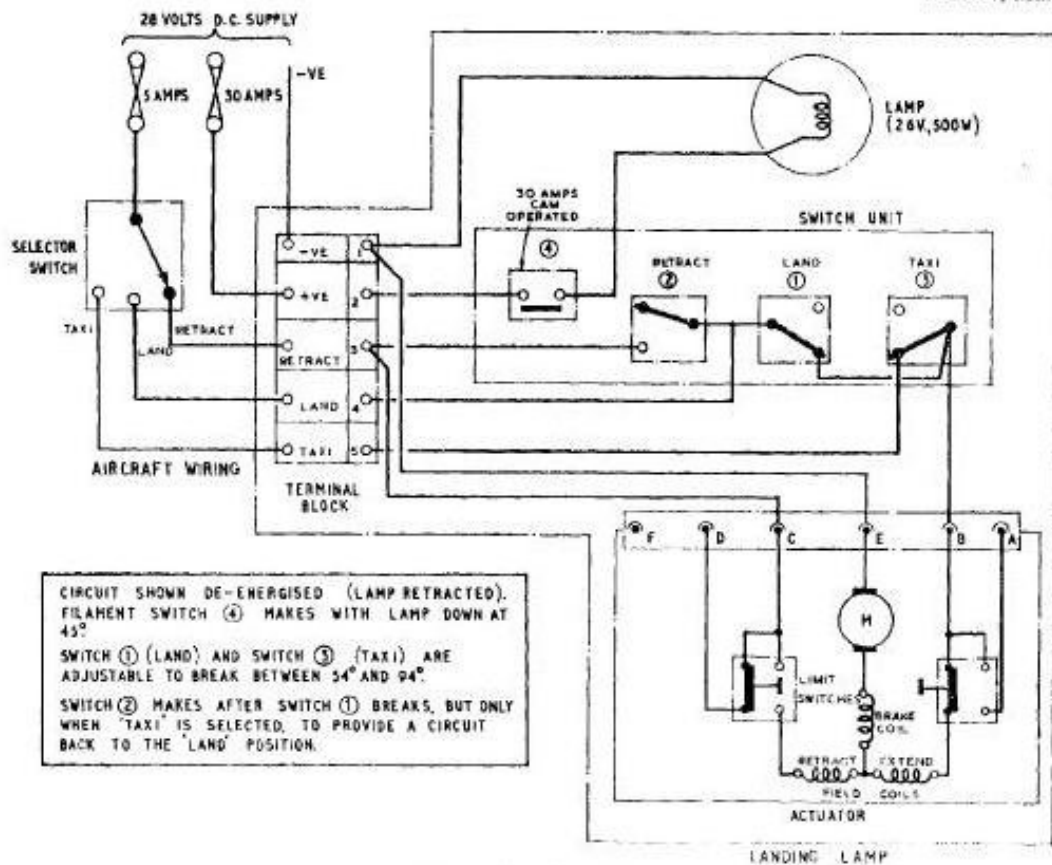 28 VOLTS D.C. SUPPLY
-VE
5 AMPS
30 AMPS
LAMP
(26V, 500W)
30 AMPS
CAM
OPERATED
SWITCH UNIT
SELECTOR
SWITCH
④
RETRACT
②
LAND
①
TAXI
③
-VE 1
+VE 2
TAXI
LAND
RETRACT
RETRACT 3
LAND 4
TAXI 5
AIRCRAFT WIRING
TERMINAL
BLOCK
F D C E B A
CIRCUIT SHOWN DE-ENERGISED (LAMP RETRACTED).
FILAMENT SWITCH ④ MAKES WITH LAMP DOWN AT
45°.
SWITCH ① (LAND) AND SWITCH ③ (TAXI) ARE
ADJUSTABLE TO BREAK BETWEEN 54° AND 94°.
SWITCH ② MAKES AFTER SWITCH ① BREAKS, BUT ONLY
WHEN 'TAXI' IS SELECTED, TO PROVIDE A CIRCUIT
BACK TO THE 'LAND' POSITION.
M
LIMIT
SWITCHES
BRAKE
COIL
RETRACT
EXTEND
FIELD
COILS
ACTUATOR
LANDING LAMP